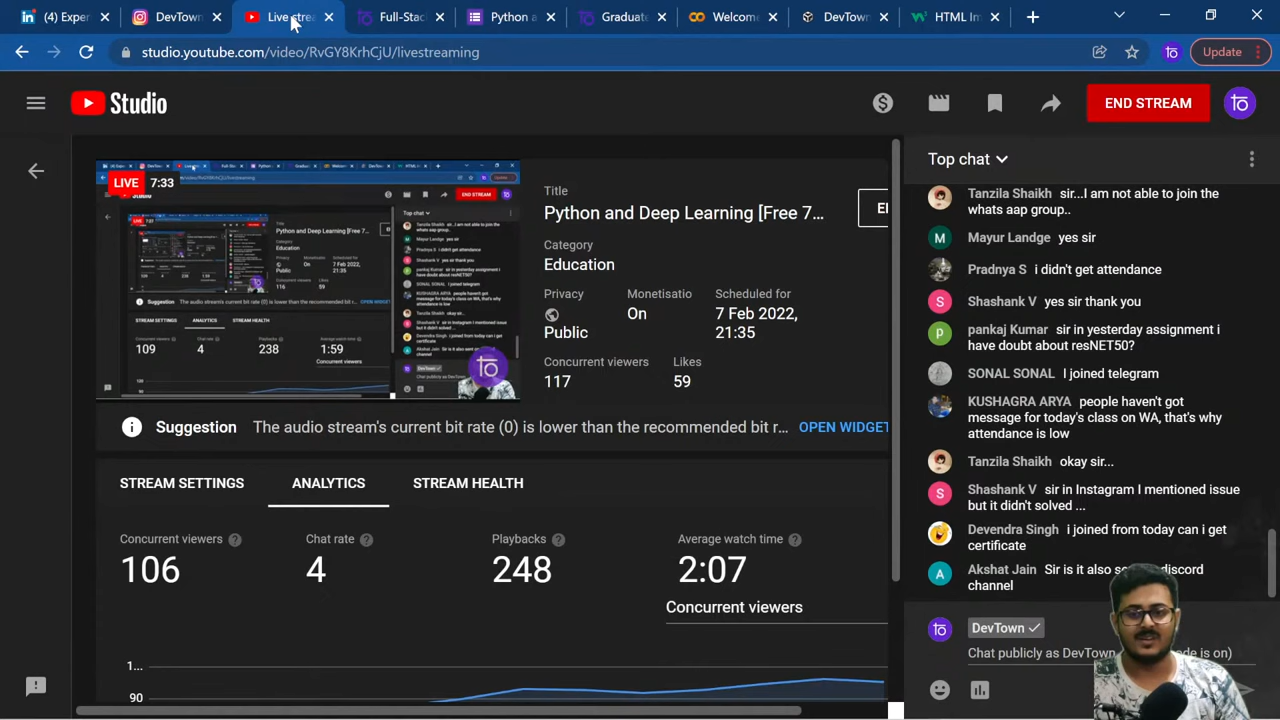 (4) Exper
DevTown
Live strea
Full-Stac
Python a
Graduate
Welcome
DevTown
HTML Im
studio.youtube.com/video/RvGY8KrhCjU/livestreaming
Update
Studio
END STREAM
LIVE 7:33
Title
Python and Deep Learning [Free 7...
Category
Education
Privacy
Public
Monetisatio
On
Scheduled for
7 Feb 2022,
21:35
Concurrent viewers
117
Likes
59
Suggestion The audio stream's current bit rate (0) is lower than the recommended bit r... OPEN WIDGET
STREAM SETTINGS ANALYTICS STREAM HEALTH
Concurrent viewers
106
Chat rate
4
Playbacks
248
Average watch time
2:07
Concurrent viewers
1...
90
Top chat
Tanzila Shaikh sir...I am not able to join the
whats aap group..
Mayur Landge yes sir
Pradnya S i didn't get attendance
Shashank V yes sir thank you
pankaj Kumar sir in yesterday assignment i
have doubt about resNET50?
SONAL SONAL I joined telegram
KUSHAGRA ARYA people haven't got
message for today's class on WA, that's why
attendance is low
Tanzila Shaikh okay sir...
Shashank V sir in Instagram I mentioned issue
but it didn't solved ...
Devendra Singh i joined from today can i get
certificate
Akshat Jain Sir is it also discord
channel
DevTown
Chat publicly as DevTown is on)